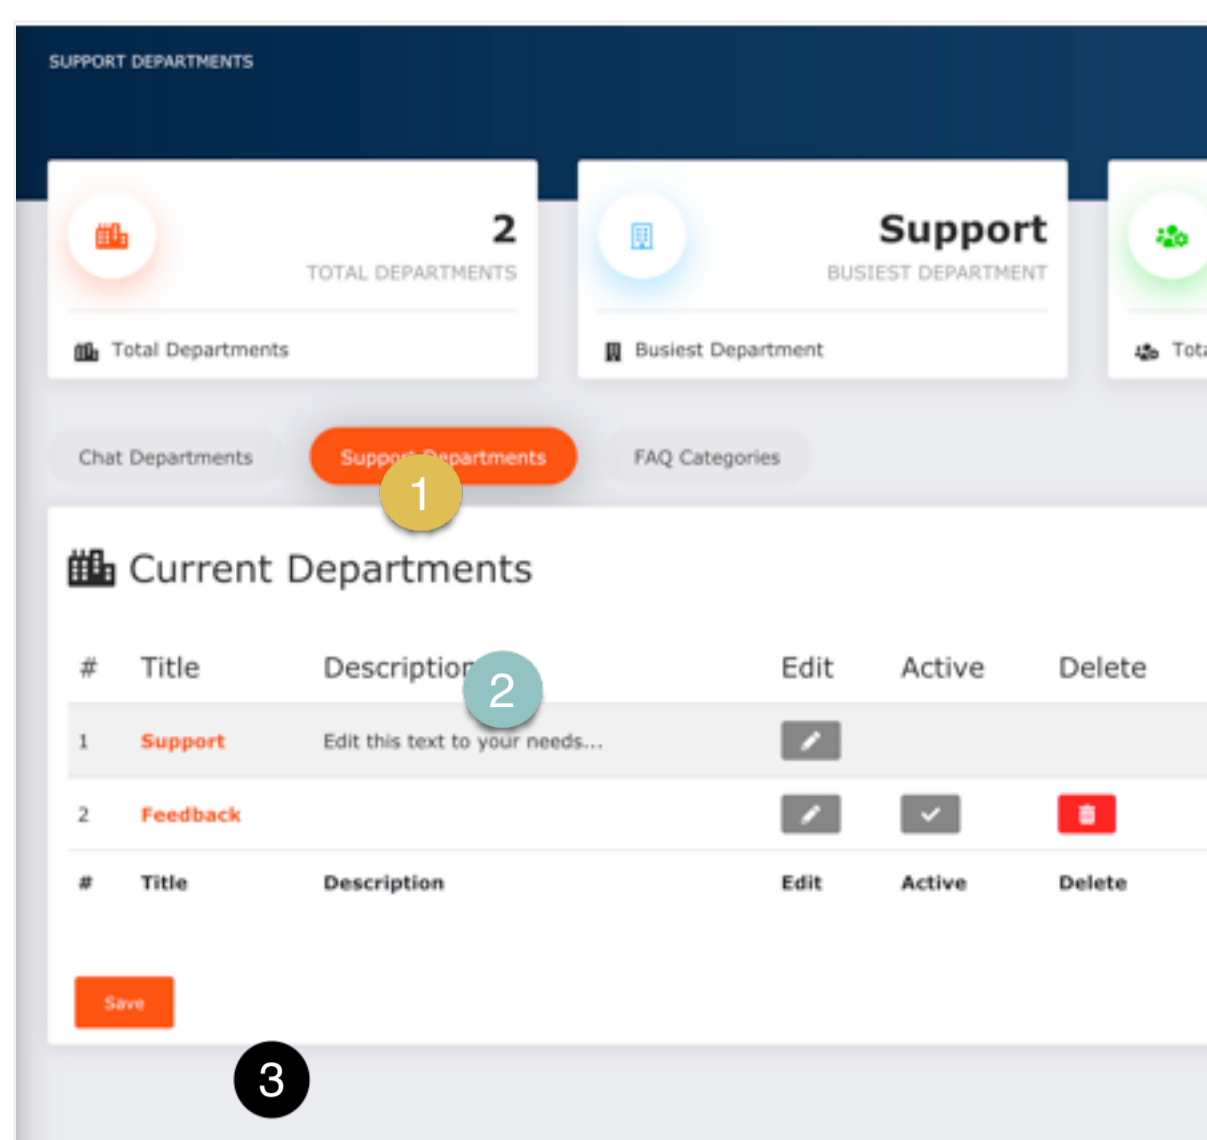 SUPPORT DEPARTMENTS
2
TOTAL DEPARTMENTS
Total Departments
Support
BUSIEST DEPARTMENT
Busiest Department
Chat Departments
Support Departments
FAQ Categories
1
Current Departments
# Title Description Edit Active Delete
2
1 Support Edit this text to your needs...
2 Feedback
# Title Description Edit Active Delete
Save
3